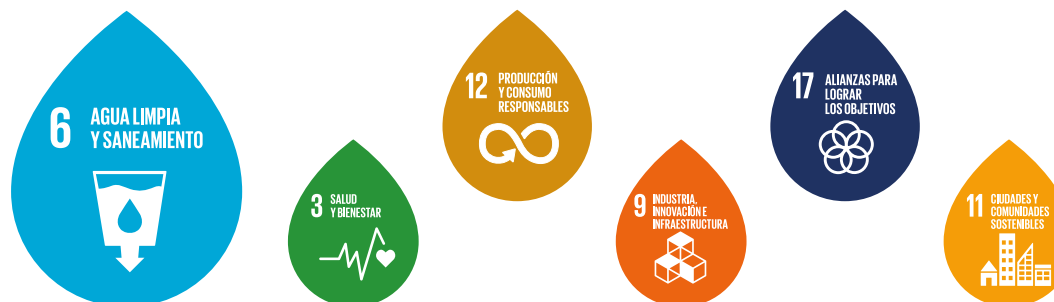 6
AGUA LIMPIA
Y SANEAMIENTO
3
SALUD
Y BIENESTAR
12
PRODUCCIÓN
Y CONSUMO
RESPONSABLES
9
INDUSTRIA,
INNOVACIÓN E
INFRAESTRUCTURA
17
ALIANZAS PARA
LOGRAR
LOS OBJETIVOS
11
CIUDADES Y
COMUNIDADES
SOSTENIBLES